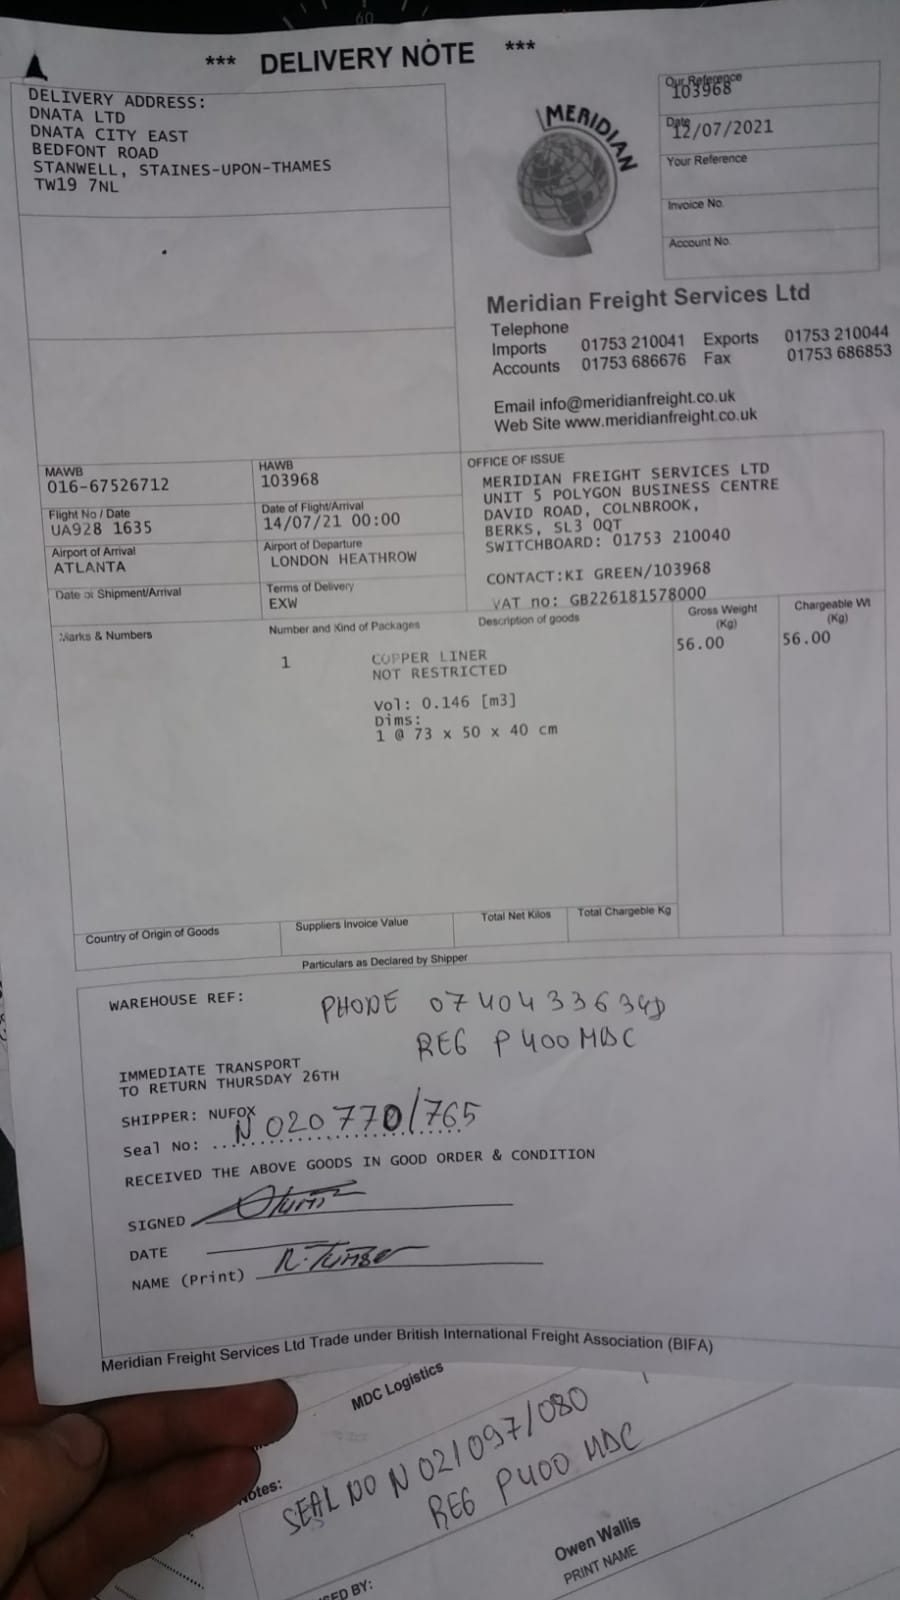 *** DELIVERY NOTE ***
DELIVERY ADDRESS:
DNATA LTD
DNATA CITY EAST
BEDFONT ROAD
STANWELL, STAINES-UPON-THAMES
TW19 7NL
MERIDIAN
Our Reference
103968
Date
12/07/2021
Your Reference
Invoice No.
Account No.
Meridian Freight Services Ltd
Telephone
Imports 01753 210041 Exports 01753 210044
Accounts 01753 686676 Fax 01753 686853
Email info@meridianfreight.co.uk
Web Site www.meridianfreight.co.uk
MAWB
016-67526712
HAWB
103968
Flight No / Date
UA928 1635
Date of Flight/Arrival
14/07/21 00:00
Airport of Arrival
ATLANTA
Airport of Departure
LONDON HEATHROW
Date of Shipment/Arrival
Terms of Delivery
EXW
OFFICE OF ISSUE
MERIDIAN FREIGHT SERVICES LTD
UNIT 5 POLYGON BUSINESS CENTRE
DAVID ROAD, COLNBROOK,
BERKS, SL3 0QT
SWITCHBOARD: 01753 210040
CONTACT:KI GREEN/103968
VAT no: GB226181578000
Marks & Numbers
Number and Kind of Packages
Description of goods
Gross Weight (Kg)
Chargeable Wt (Kg)
1 COPPER LINER 56.00 56.00
NOT RESTRICTED
Vol: 0.146 [m3]
Dims:
1 @ 73 x 50 x 40 cm
Country of Origin of Goods
Suppliers Invoice Value
Total Net Kilos
Total Chargeble Kg
Particulars as Declared by Shipper
WAREHOUSE REF:
PHONE 0740433634
REG P400MDC
IMMEDIATE TRANSPORT
TO RETURN THURSDAY 26TH
SHIPPER: NUFOX
Seal No: N 020770/765
RECEIVED THE ABOVE GOODS IN GOOD ORDER & CONDITION
SIGNED
DATE
NAME (Print)
Meridian Freight Services Ltd Trade under British International Freight Association (BIFA)
MDC Logistics
Notes:
SEAL NO N 021097/080
REG P400 MDC
Owen Wallis
PRINT NAME